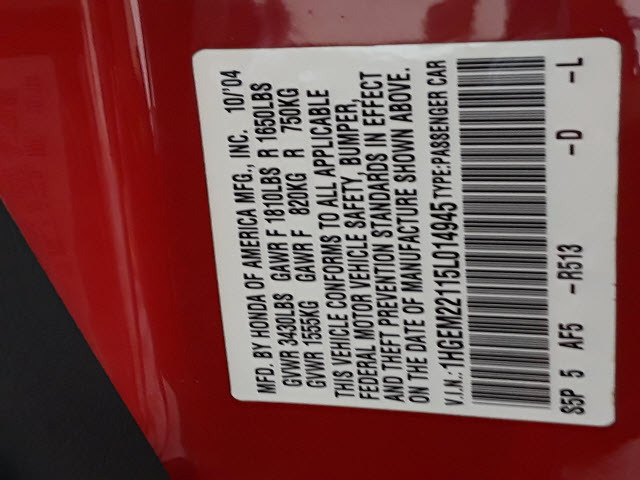 MFD. BY HONDA OF AMERICA MFG., INC. 10/'04
GVWR 3430LBS GAWR F 1810LBS R 1650LBS
GVWR 1555KG GAWR F 820KG R 750KG
THIS VEHICLE CONFORMS TO ALL APPLICABLE
FEDERAL MOTOR VEHICLE SAFETY, BUMPER,
AND THEFT PREVENTION STANDARDS IN EFFECT
ON THE DATE OF MANUFACTURE SHOWN ABOVE.
V.I.N.:1HGEM22115L014945 TYPE:PASSENGER CAR
S5P 5 AF5 -R513 -D -L